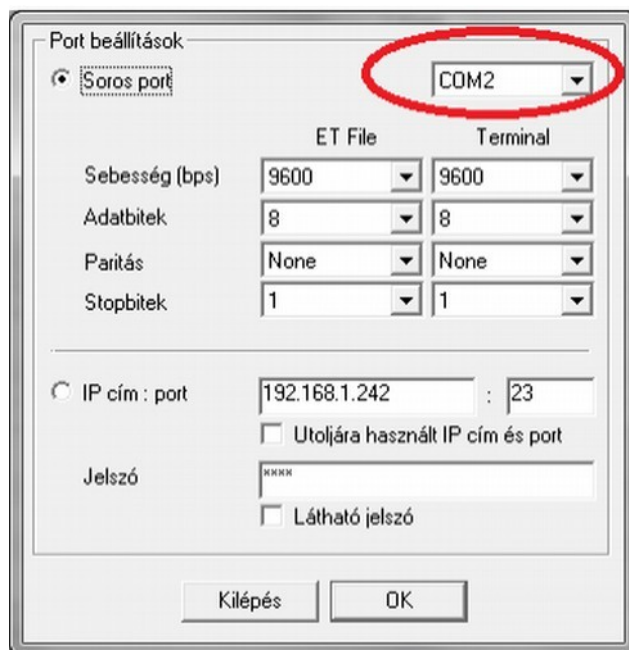 Port beállítások
Soros port COM2
ET File Terminal
Sebesség (bps) 9600 9600
Adatbitek 8 8
Paritás None None
Stopbitek 1 1
IP cím : port 192.168.1.242 : 23
Utoljára használt IP cím és port
Jelszó ****
Látható jelszó
Kilépés OK